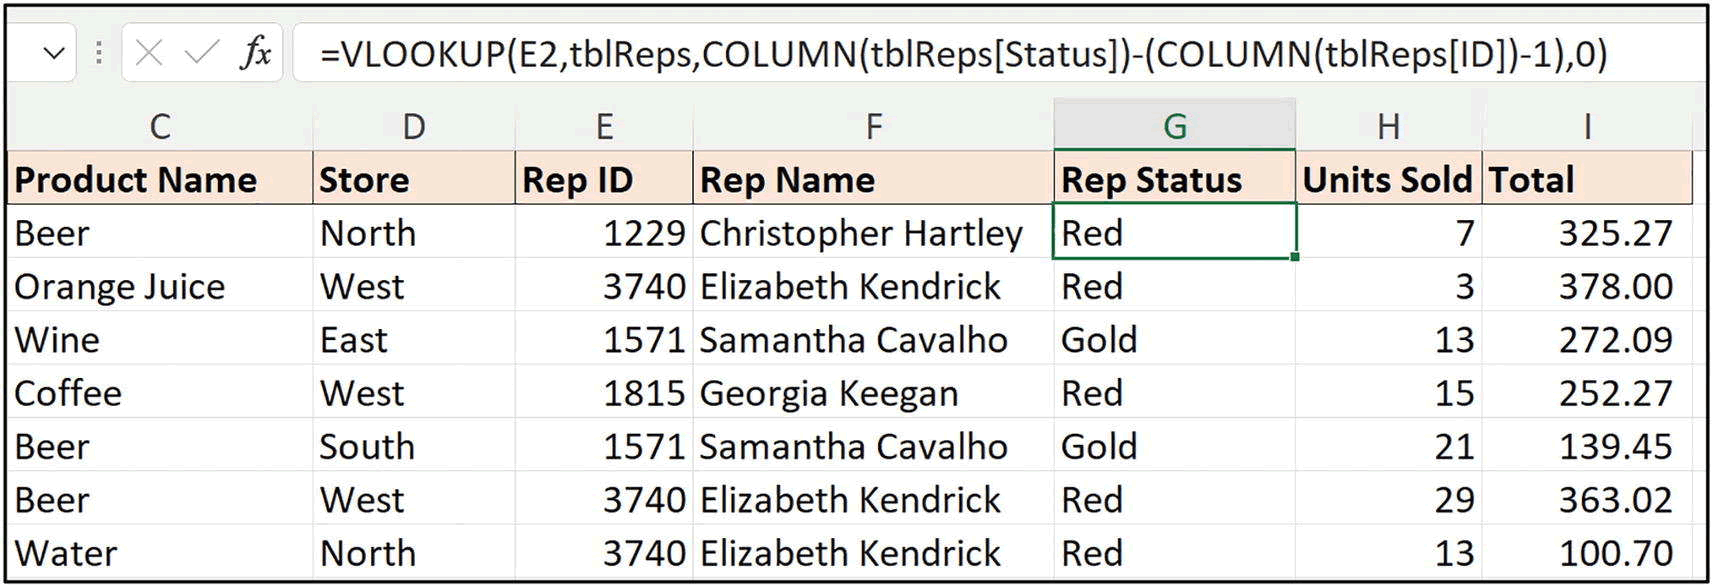 fx =VLOOKUP(E2,tblReps,COLUMN(tblReps[Status])-(COLUMN(tblReps[ID])-1),0)
C D E F G H I
Product Name Store Rep ID Rep Name Rep Status Units Sold Total
Beer North 1229 Christopher Hartley Red 7 325.27
Orange Juice West 3740 Elizabeth Kendrick Red 3 378.00
Wine East 1571 Samantha Cavalho Gold 13 272.09
Coffee West 1815 Georgia Keegan Red 15 252.27
Beer South 1571 Samantha Cavalho Gold 21 139.45
Beer West 3740 Elizabeth Kendrick Red 29 363.02
Water North 3740 Elizabeth Kendrick Red 13 100.70